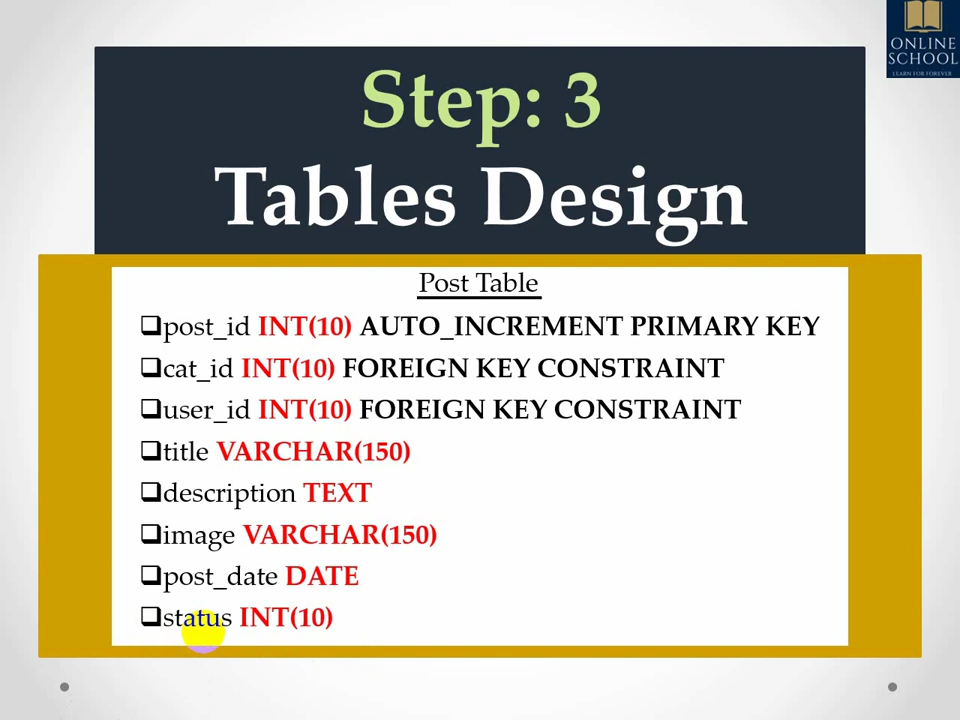 ONLINE
SCHOOL
LEARN FOR FOREVER
Step: 3
Tables Design
Post Table
post_id INT(10) AUTO_INCREMENT PRIMARY KEY
cat_id INT(10) FOREIGN KEY CONSTRAINT
user_id INT(10) FOREIGN KEY CONSTRAINT
title VARCHAR(150)
description TEXT
image VARCHAR(150)
post_date DATE
status INT(10)